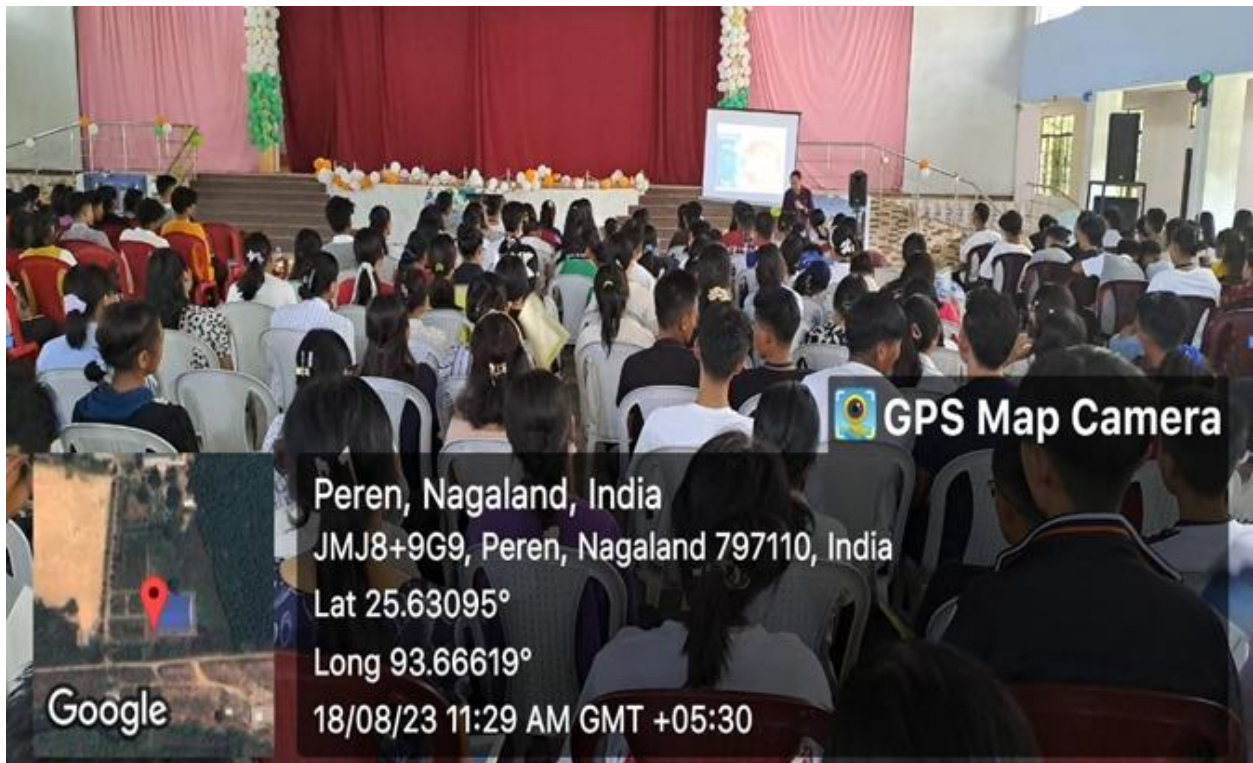 GPS Map Camera
Peren, Nagaland, India
JMJ8+9G9, Peren, Nagaland 797110, India
Lat 25.63095°
Long 93.66619°
18/08/23 11:29 AM GMT +05:30
Google